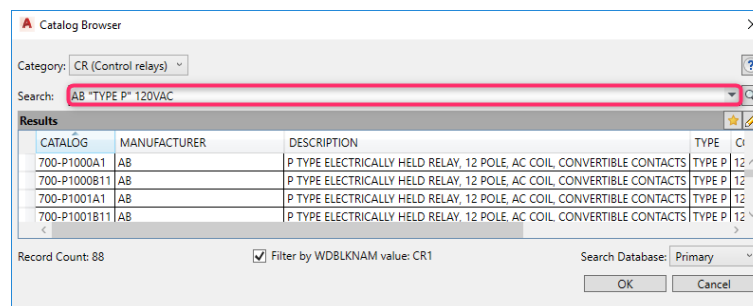 A Catalog Browser
Category: CR (Control relays)
?
Search: AB "TYPE P" 120VAC
Results
CATALOG MANUFACTURER DESCRIPTION TYPE
700-P1000A1 AB P TYPE ELECTRICALLY HELD RELAY, 12 POLE, AC COIL, CONVERTIBLE CONTACTS TYPE P 12
700-P1000B11 AB P TYPE ELECTRICALLY HELD RELAY, 12 POLE, AC COIL, CONVERTIBLE CONTACTS TYPE P 12
700-P1001A1 AB P TYPE ELECTRICALLY HELD RELAY, 12 POLE, AC COIL, CONVERTIBLE CONTACTS TYPE P 12
700-P1001B11 AB P TYPE ELECTRICALLY HELD RELAY, 12 POLE, AC COIL, CONVERTIBLE CONTACTS TYPE P 12
Record Count: 88 Filter by WDBLKNAM value: CR1 Search Database: Primary
OK Cancel